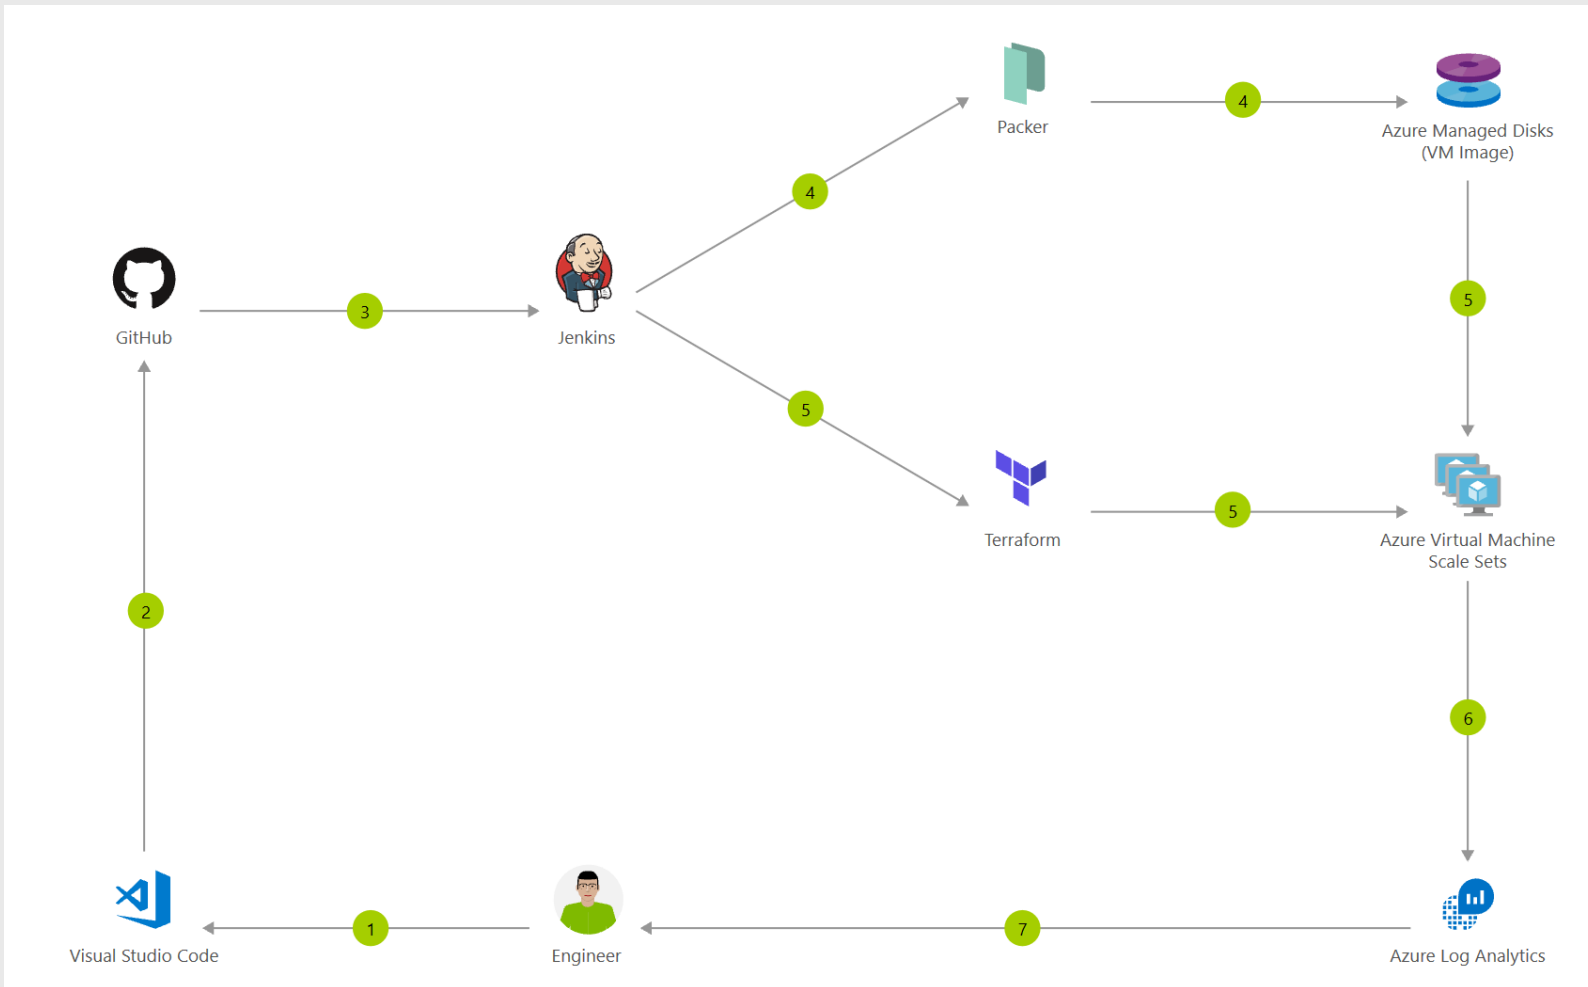 Packer
4
Azure Managed Disks
(VM Image)
4
GitHub
3
Jenkins
5
5
Terraform
5
Azure Virtual Machine
Scale Sets
2
6
Visual Studio Code
1
Engineer
7
Azure Log Analytics